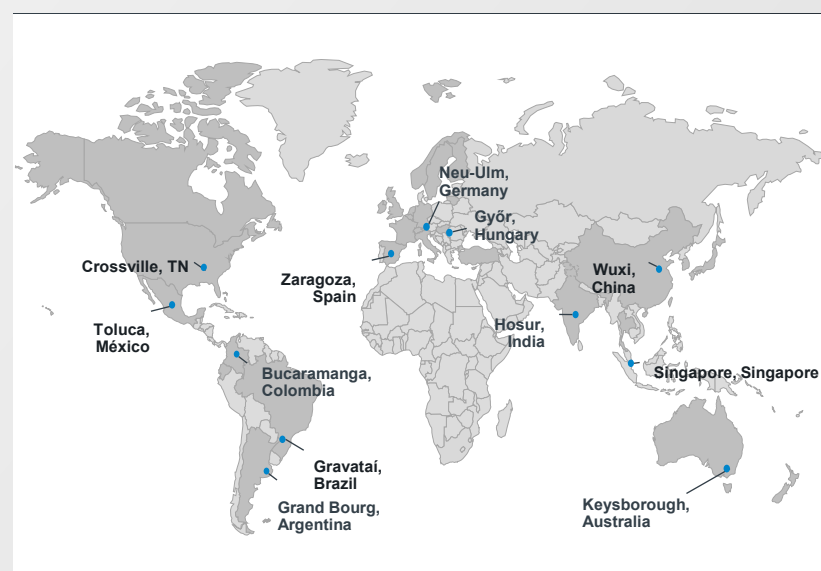 Neu-Ulm,
Germany
Győr,
Hungary
Crossville, TN
Zaragoza,
Spain
Wuxi,
China
Toluca,
México
Hosur,
India
Bucaramanga,
Colombia
Singapore, Singapore
Gravataí,
Brazil
Grand Bourg,
Argentina
Keysborough,
Australia